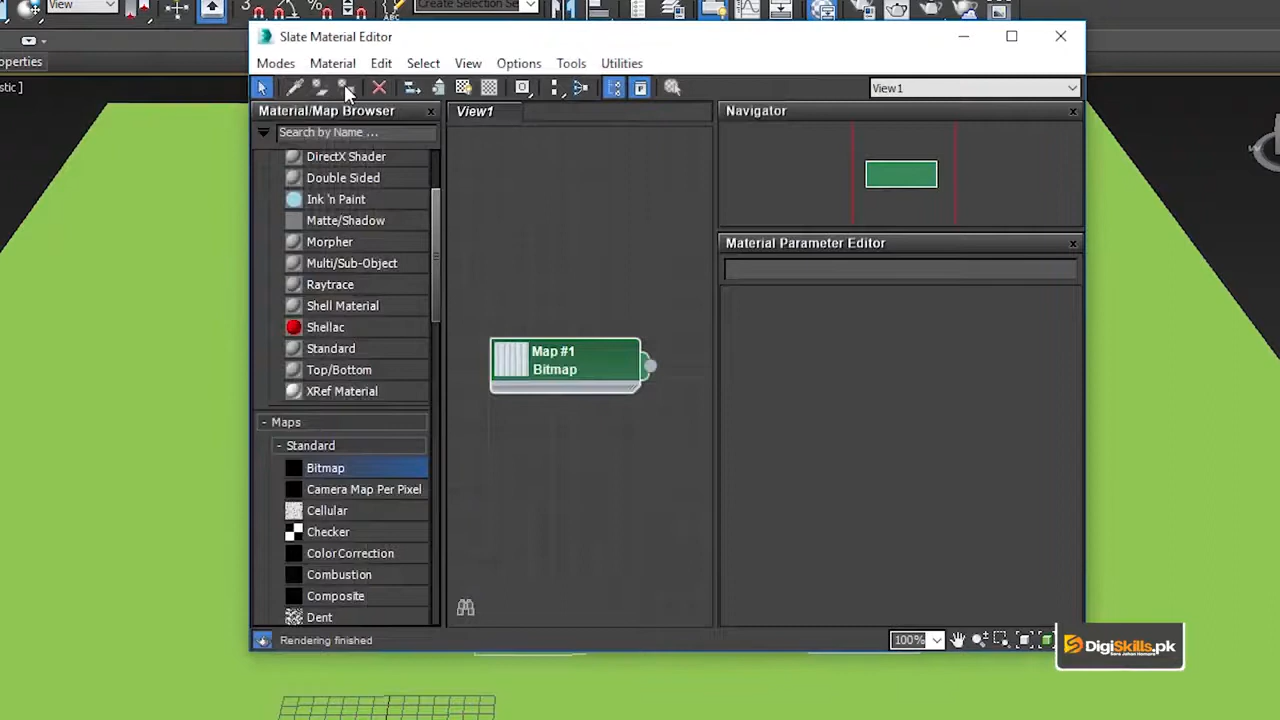 View
Create Selection Se
Slate Material Editor
operties
Modes Material Edit Select View Options Tools Utilities
stic ]
View1
Material/Map Browser
View1
Navigator
Search by Name ...
DirectX Shader
Double Sided
Ink 'n Paint
Matte/Shadow
Morpher
Multi/Sub-Object
Raytrace
Shell Material
Shellac
Standard
Top/Bottom
XRef Material
- Maps
- Standard
Bitmap
Camera Map Per Pixel
Cellular
Checker
Color Correction
Combustion
Composite
Dent
Map #1
Bitmap
Material Parameter Editor
Rendering finished
100%
DigiSkills.pk